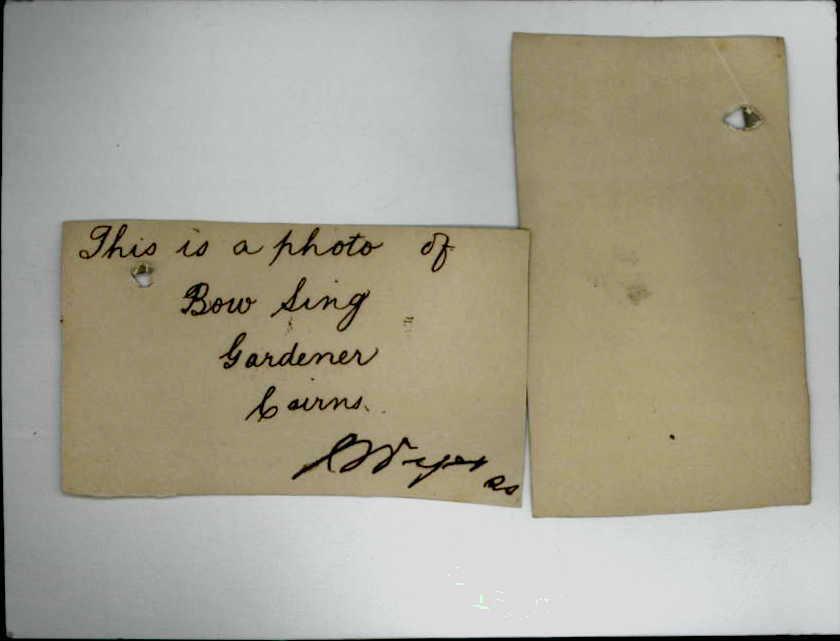 This is a photo of
Bow Sing
Gardener
Cairns.